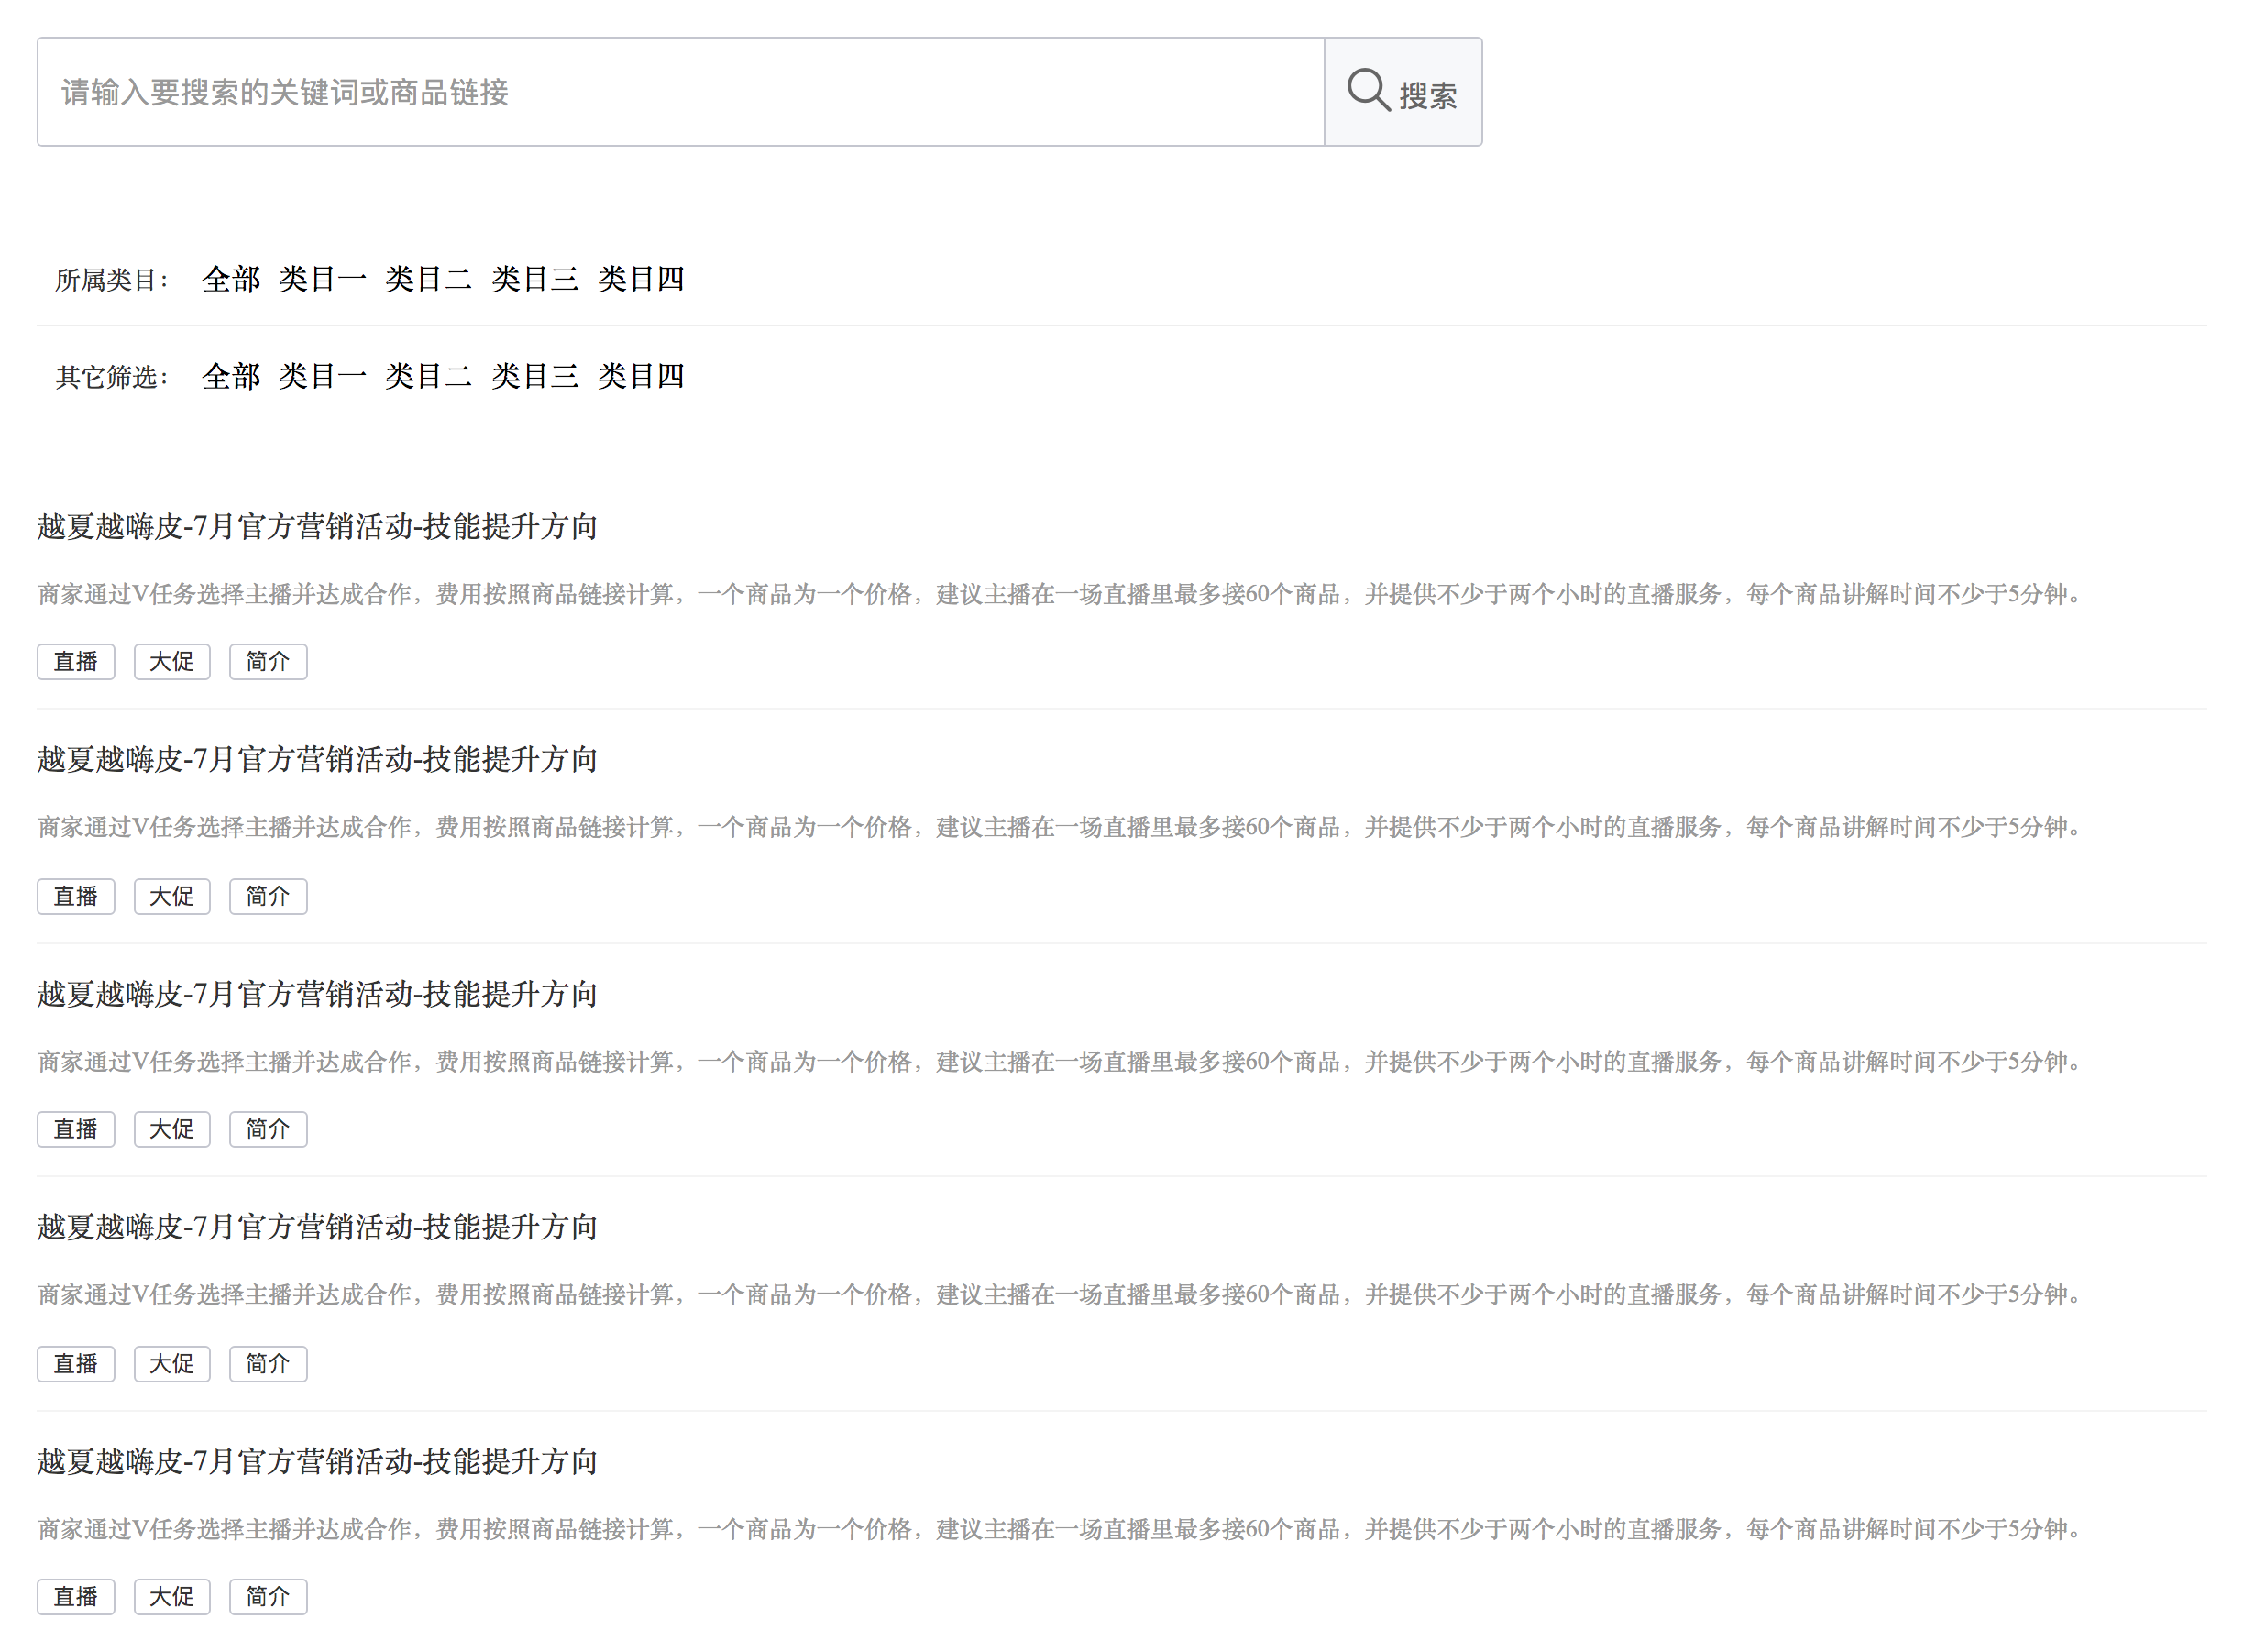 请输入要搜索的关键词或商品链接 搜索
所属类目： 全部 类目一 类目二 类目三 类目四
其它筛选： 全部 类目一 类目二 类目三 类目四
越夏越嗨皮-7月官方营销活动-技能提升方向
商家通过V任务选择主播并达成合作，费用按照商品链接计算，一个商品为一个价格，建议主播在一场直播里最多接60个商品，并提供不少于两个小时的直播服务，每个商品讲解时间不少于5分钟。
直播 大促 简介
越夏越嗨皮-7月官方营销活动-技能提升方向
商家通过V任务选择主播并达成合作，费用按照商品链接计算，一个商品为一个价格，建议主播在一场直播里最多接60个商品，并提供不少于两个小时的直播服务，每个商品讲解时间不少于5分钟。
直播 大促 简介
越夏越嗨皮-7月官方营销活动-技能提升方向
商家通过V任务选择主播并达成合作，费用按照商品链接计算，一个商品为一个价格，建议主播在一场直播里最多接60个商品，并提供不少于两个小时的直播服务，每个商品讲解时间不少于5分钟。
直播 大促 简介
越夏越嗨皮-7月官方营销活动-技能提升方向
商家通过V任务选择主播并达成合作，费用按照商品链接计算，一个商品为一个价格，建议主播在一场直播里最多接60个商品，并提供不少于两个小时的直播服务，每个商品讲解时间不少于5分钟。
直播 大促 简介
越夏越嗨皮-7月官方营销活动-技能提升方向
商家通过V任务选择主播并达成合作，费用按照商品链接计算，一个商品为一个价格，建议主播在一场直播里最多接60个商品，并提供不少于两个小时的直播服务，每个商品讲解时间不少于5分钟。
直播 大促 简介